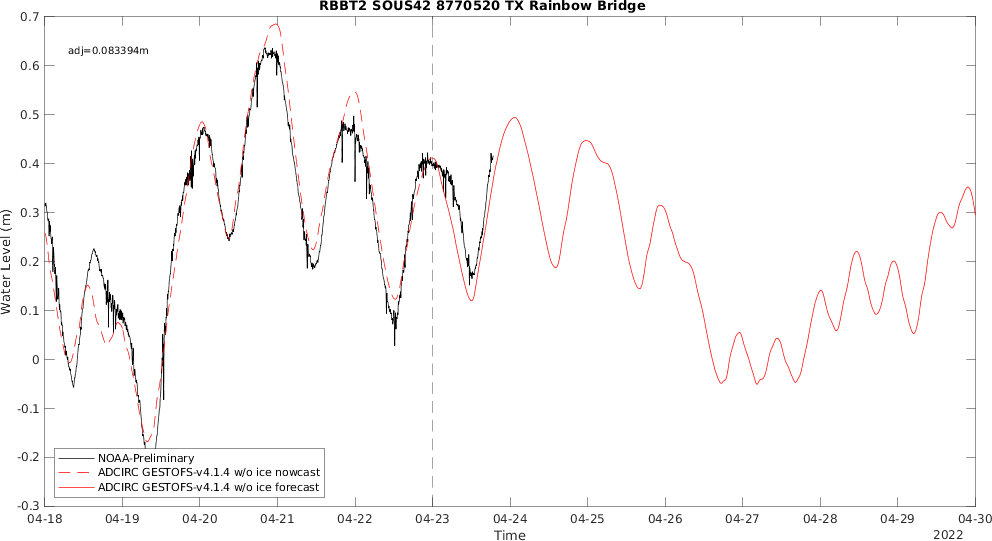 RBBT2 SOUS42 8770520 TX Rainbow Bridge
adj=0.083394m
Water Level (m)
0.7
0.6
0.5
0.4
0.3
0.2
0.1
0
-0.1
-0.2
-0.3
NOAA-Preliminary
ADCIRC GESTOFS-v4.1.4 w/o ice nowcast
ADCIRC GESTOFS-v4.1.4 w/o ice forecast
04-18 04-19 04-20 04-21 04-22 04-23 04-24 04-25 04-26 04-27 04-28 04-29 04-30
Time
2022